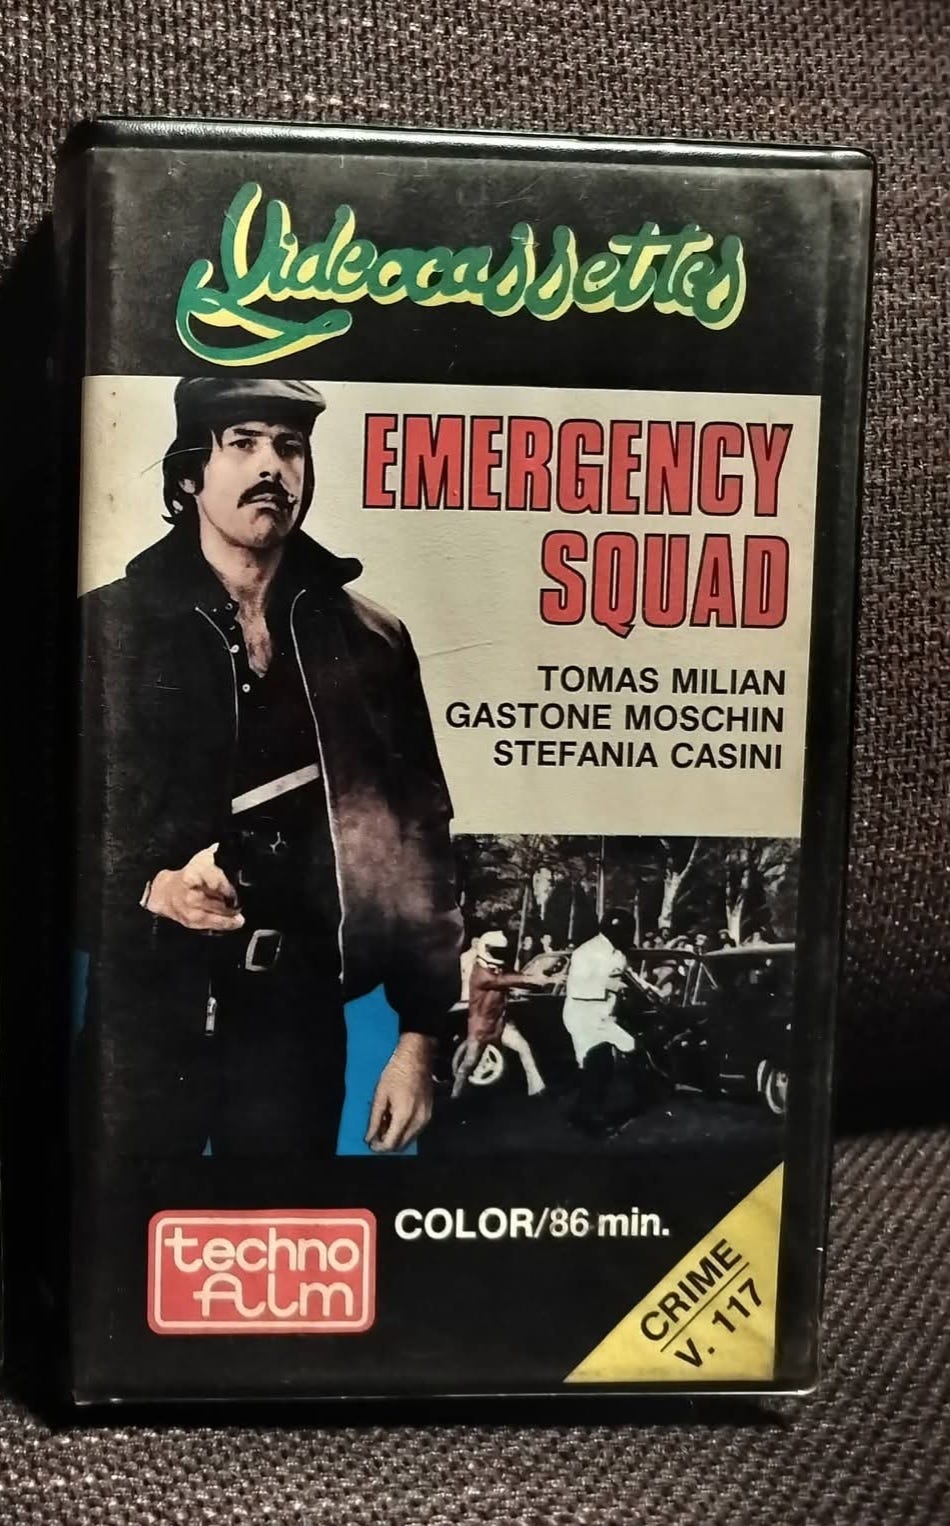 Videocassettes
EMERGENCY
SQUAD
TOMAS MILIAN
GASTONE MOSCHIN
STEFANIA CASINI
techno
film
COLOR/86 min.
CRIME
V. 117